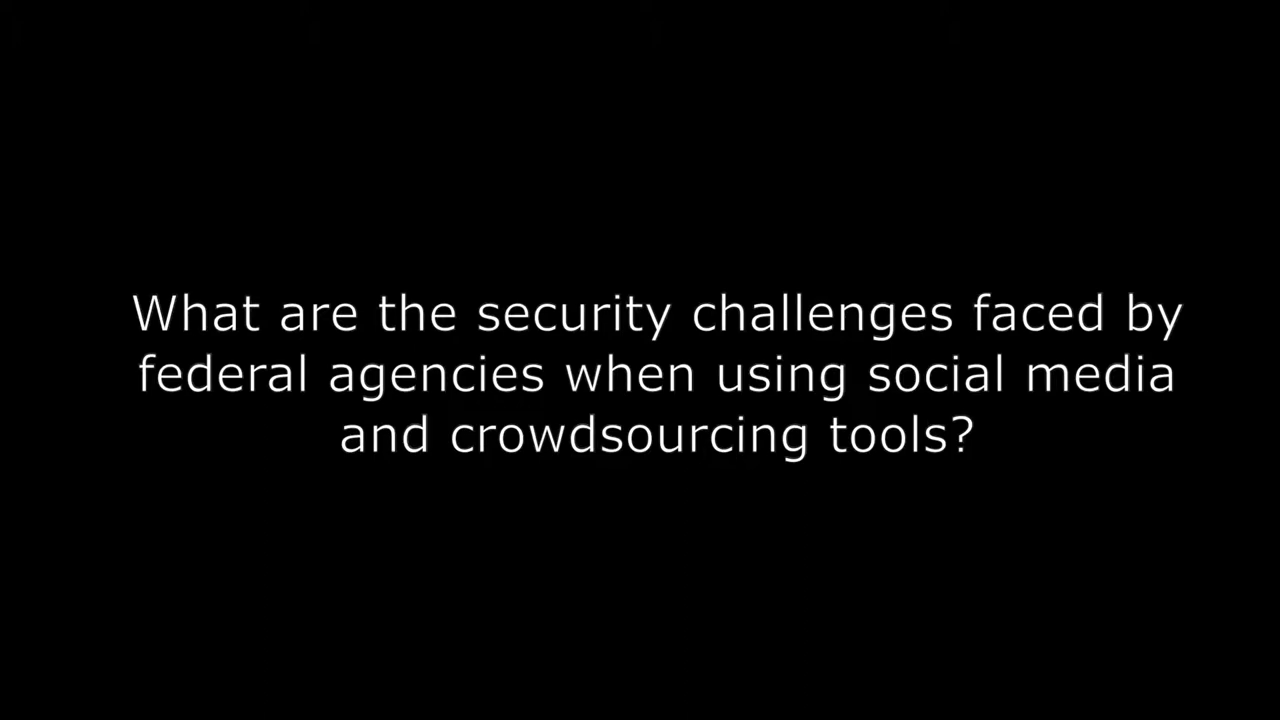 What are the security challenges faced by
federal agencies when using social media
and crowdsourcing tools?